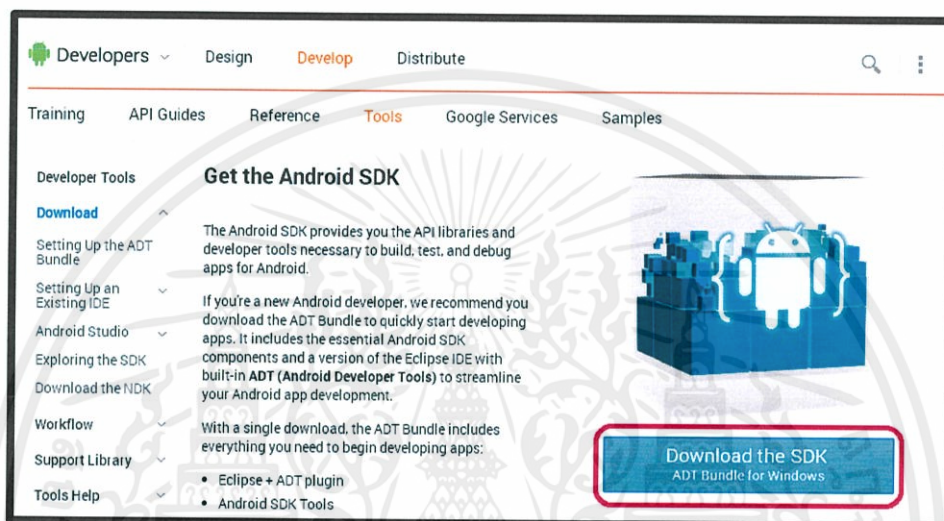 Developers
Design
Develop
Distribute
Training
API Guides
Reference
Tools
Google Services
Samples
Developer Tools
Download
Setting Up the ADT
Bundle
Setting Up an
Existing IDE
Android Studio
Exploring the SDK
Download the NDK
Workflow
Support Library
Tools Help
Get the Android SDK
The Android SDK provides you the API libraries and
developer tools necessary to build, test, and debug
apps for Android.
If you're a new Android developer, we recommend you
download the ADT Bundle to quickly start developing
apps. It includes the essential Android SDK
components and a version of the Eclipse IDE with
built-in ADT (Android Developer Tools) to streamline
your Android app development.
With a single download, the ADT Bundle includes
everything you need to begin developing apps:
• Eclipse + ADT plugin
• Android SDK Tools
Download the SDK
ADT Bundle for Windows